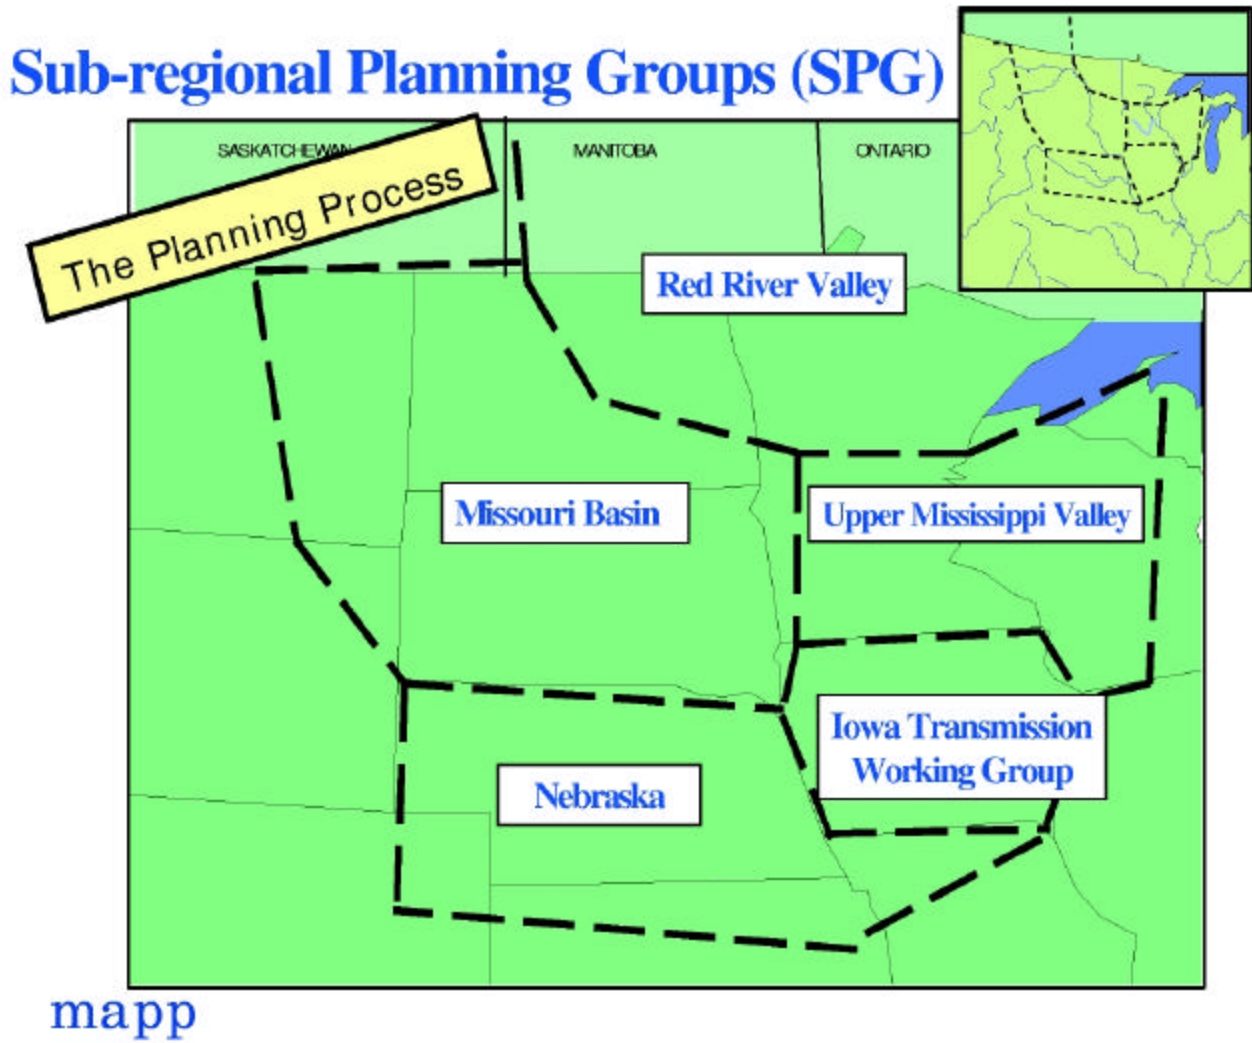 Sub-regional Planning Groups (SPG)
SASKATCHEWAN
MANITOBA
ONTARIO
The Planning Process
Red River Valley
Missouri Basin
Upper Mississippi Valley
Iowa Transmission
Working Group
Nebraska
mapp